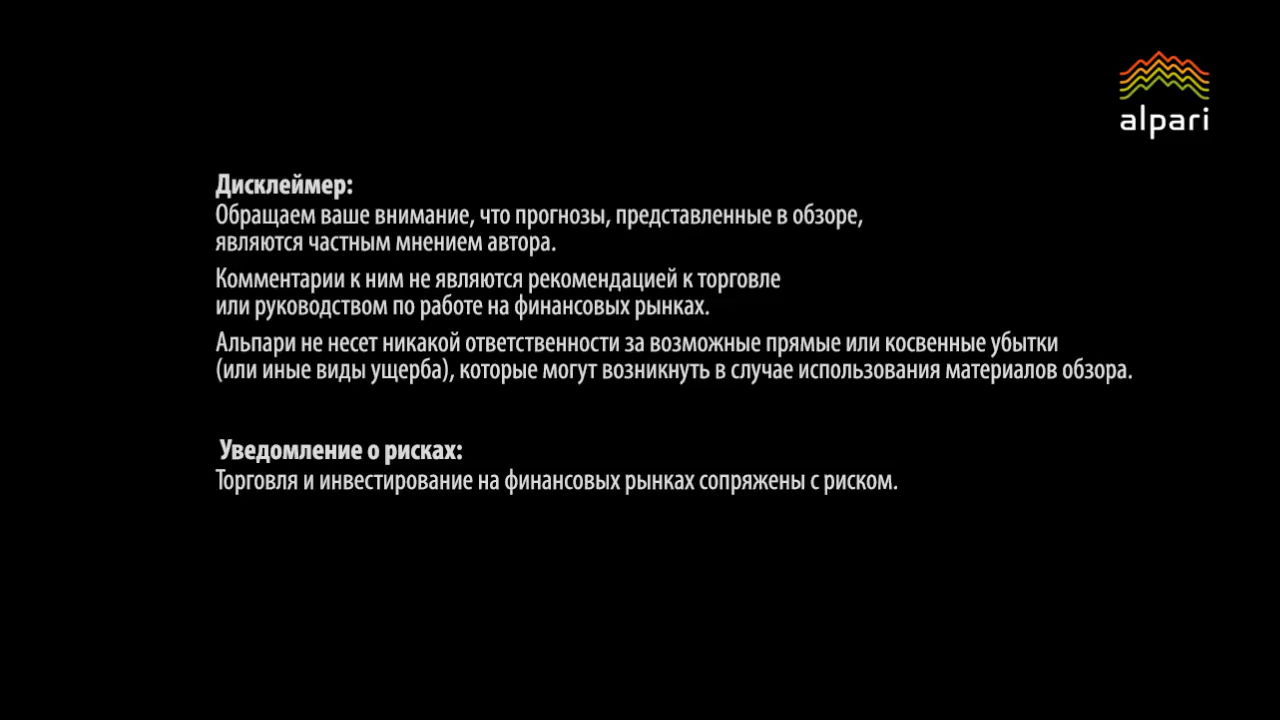 alpari
Дисклеймер:
Обращаем ваше внимание, что прогнозы, представленные в обзоре,
являются частным мнением автора.
Комментарии к ним не являются рекомендацией к торговле
или руководством по работе на финансовых рынках.
Альпари не несет никакой ответственности за возможные прямые или косвенные убытки
(или иные виды ущерба), которые могут возникнуть в случае использования материалов обзора.
Уведомление о рисках:
Торговля и инвестирование на финансовых рынках сопряжены с риском.